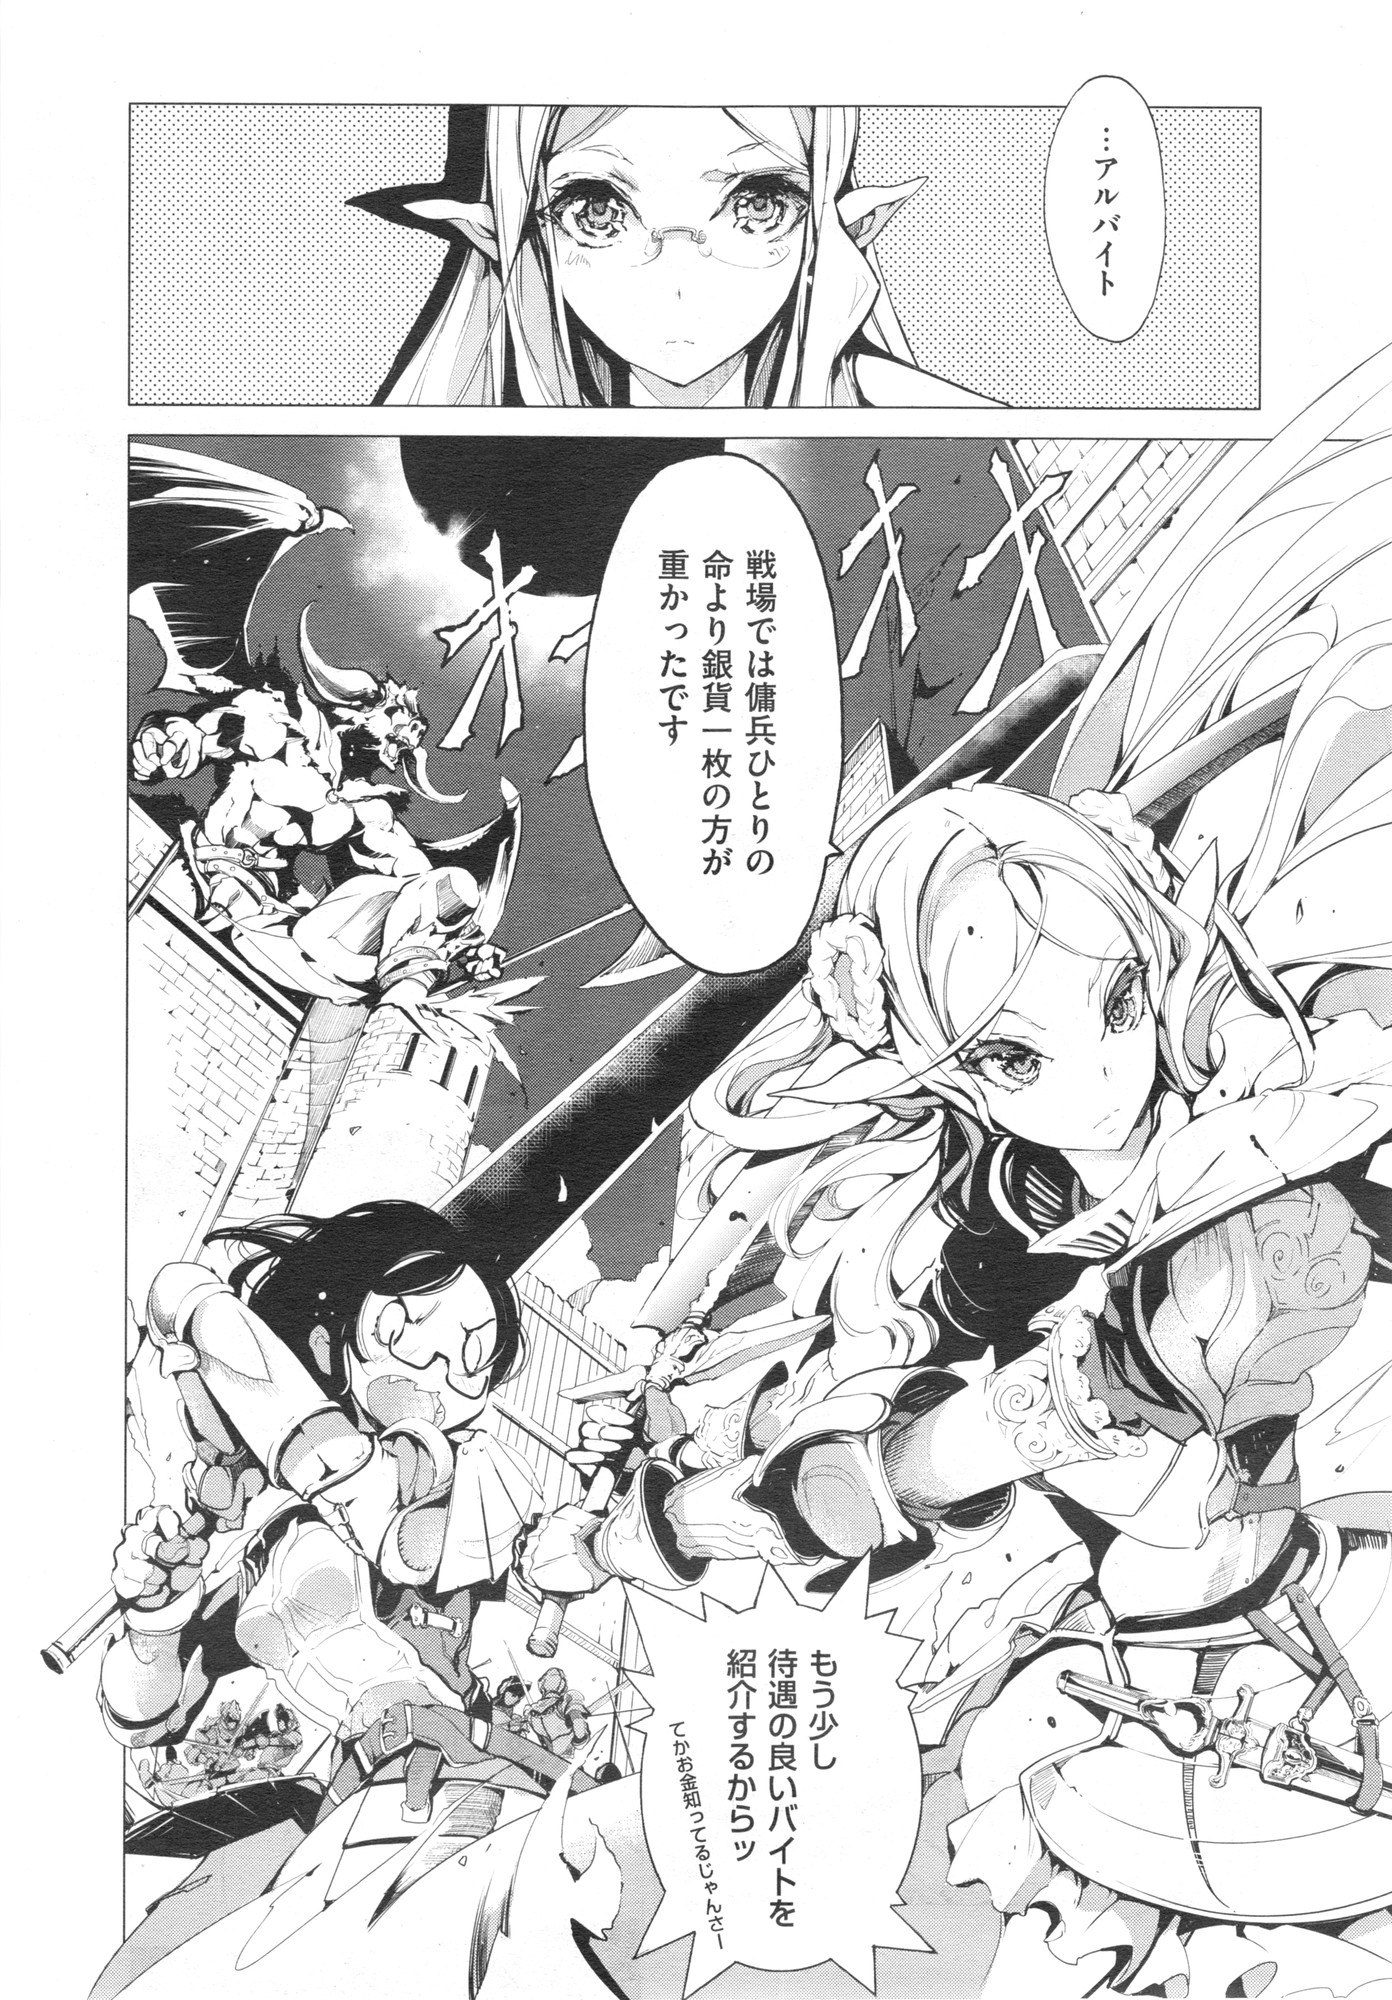 …アルバイト
戦場では傭兵ひとりの
命より銀貨一枚の方が
重かったです
オオオオ
もう少し
待遇の良いバイトを
紹介するからッ
てかお金知ってるじゃんさー